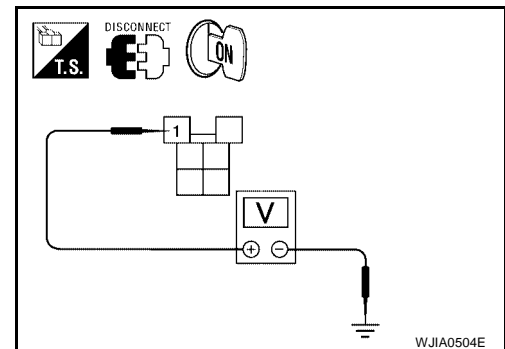 DISCONNECT
T.S.
ON
1
V
+ −
WJIA0504E